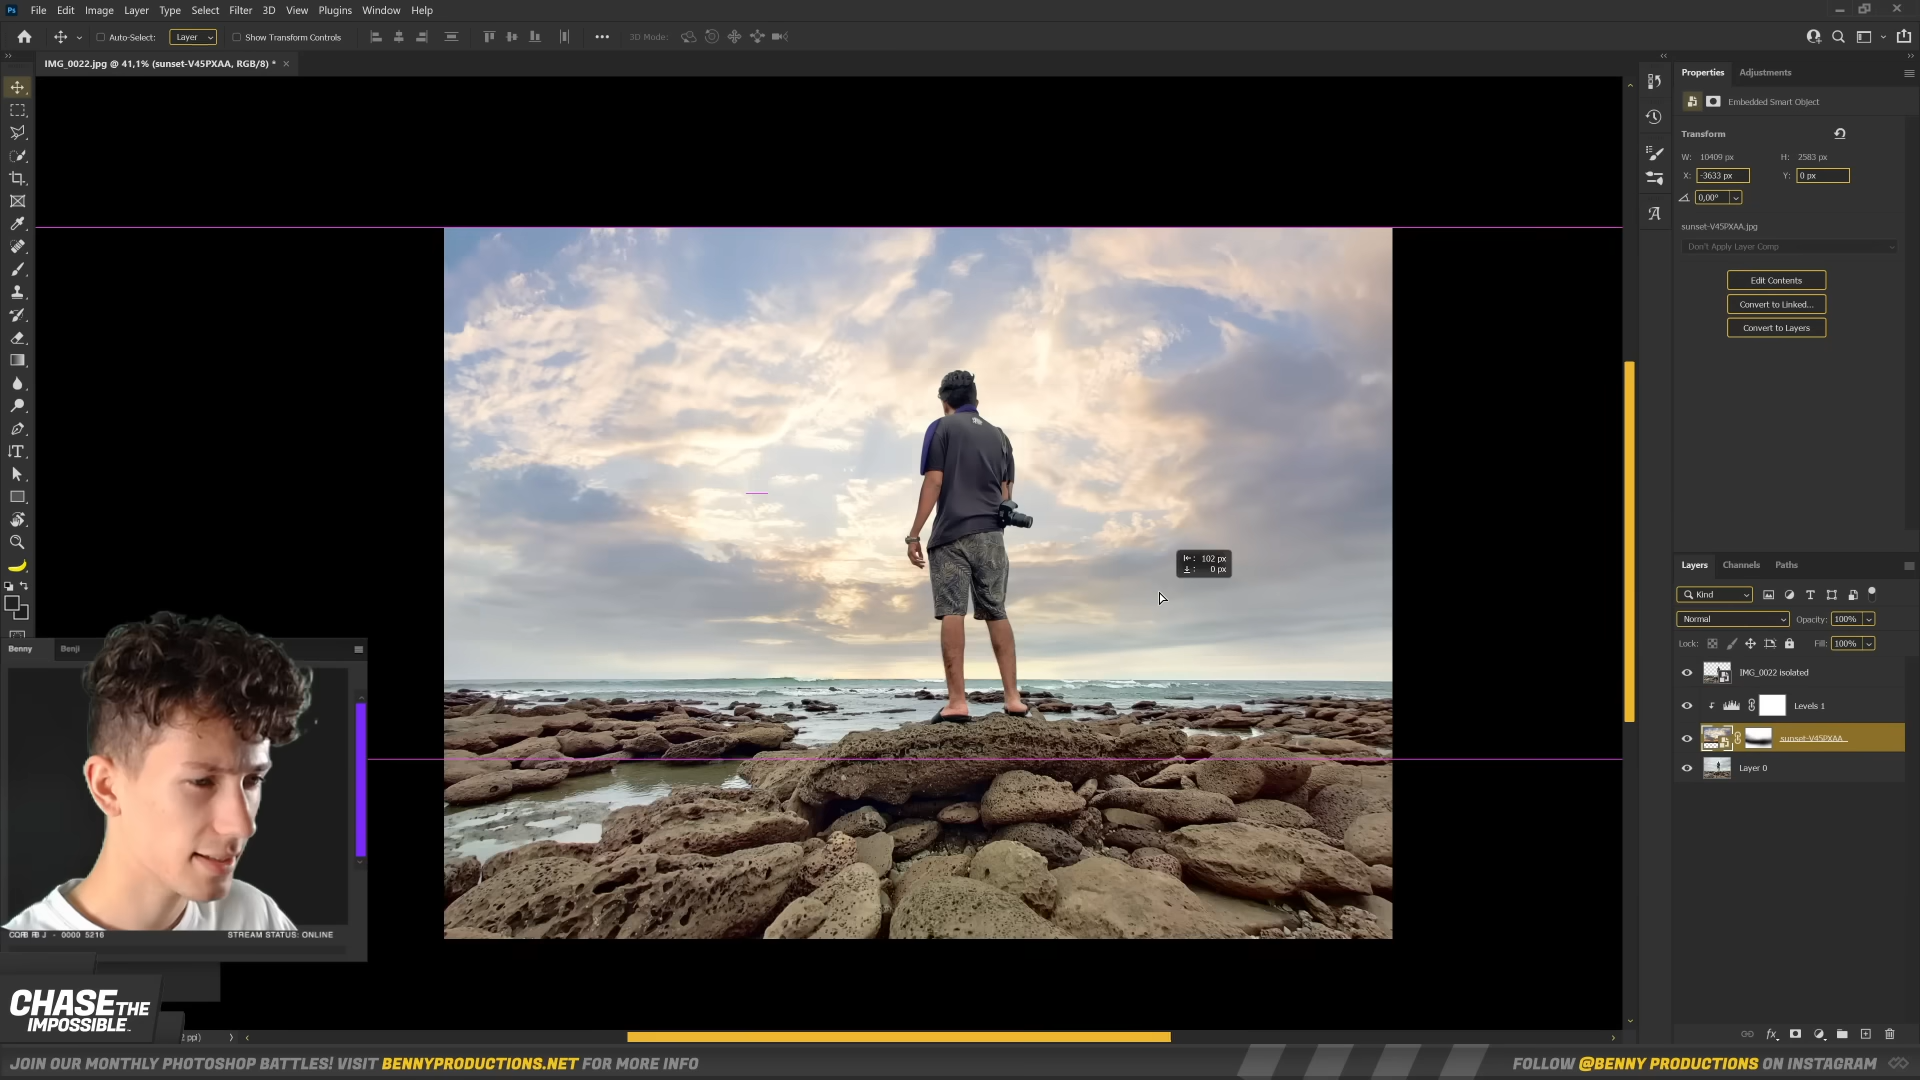 Ps File Edit Image Layer Type Select Filter 3D View Plugins Window Help
Auto-Select: Layer Show Transform Controls 3D Mode:
IMG_0022.jpg @ 41,1% (sunset-V45PXAA, RGB/8) * ×
Properties Adjustments
Embedded Smart Object
Transform
W: 10409 px H: 2583 px
X: -3633 px Y: 0 px
0,00°
sunset-V45PXAA.jpg
Don't Apply Layer Comp
Edit Contents
Convert to Linked...
Convert to Layers
102 px
0 px
Layers Channels Paths
Kind
Normal Opacity: 100%
Lock: Fill: 100%
IMG_0022 isolated
Levels 1
sunset-V45PXAA...
Layer 0
Benny Benji
0000 5216 STREAM STATUS: ONLINE
CHASE THE
IMPOSSIBLE.
ppi)
JOIN OUR MONTHLY PHOTOSHOP BATTLES! VISIT BENNYPRODUCTIONS.NET FOR MORE INFO
FOLLOW @BENNY PRODUCTIONS ON INSTAGRAM